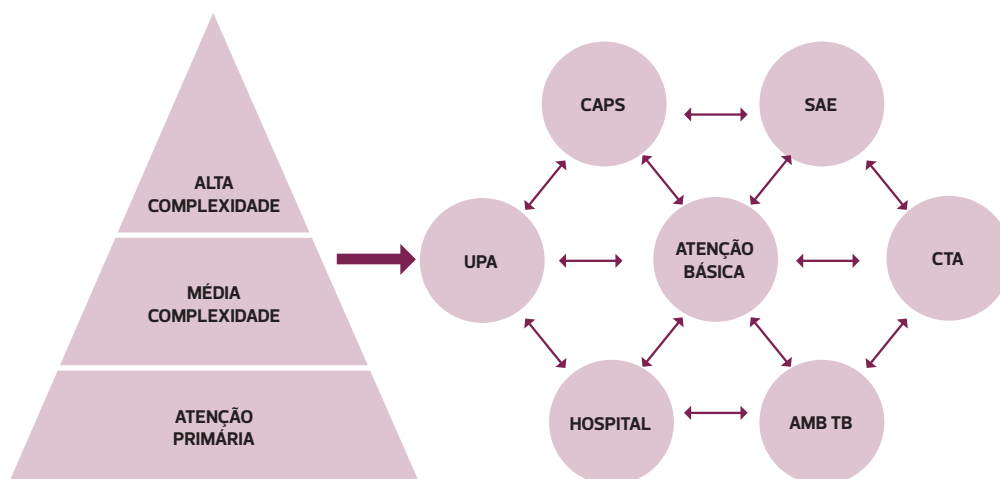 ALTA
COMPLEXIDADE
MÉDIA
COMPLEXIDADE
ATENÇÃO
PRIMÁRIA
CAPS
SAE
UPA
ATENÇÃO
BÁSICA
CTA
HOSPITAL
AMB TB